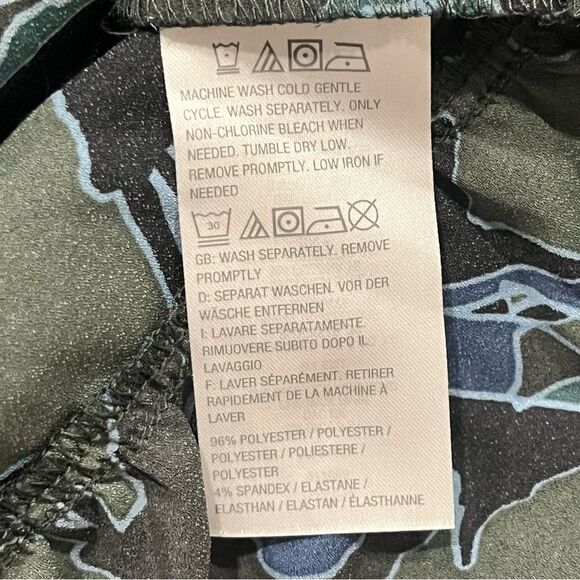 MACHINE WASH COLD GENTLE
CYCLE. WASH SEPARATELY. ONLY
NON-CHLORINE BLEACH WHEN
NEEDED. TUMBLE DRY LOW.
REMOVE PROMPTLY. LOW IRON IF
NEEDED
30
GB: WASH SEPARATELY. REMOVE
PROMPTLY
D: SEPARAT WASCHEN. VOR DER
WÄSCHE ENTFERNEN
I: LAVARE SEPARATAMENTE.
RIMUOVERE SUBITO DOPO IL
LAVAGGIO
F: LAVER SÉPARÉMENT. RETIRER
RAPIDEMENT DE LA MACHINE À
LAVER
96% POLYESTER / POLYESTER /
POLYESTER / POLIESTERE /
POLYESTER
4% SPANDEX / ELASTANE /
ELASTHAN / ELASTAN / ÉLASTHANNE